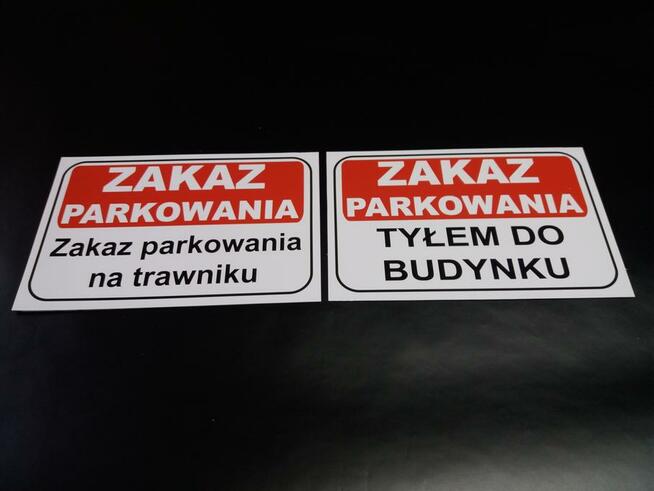 ZAKAZ
PARKOWANIA
Zakaz parkowania
na trawniku
ZAKAZ
PARKOWANIA
TYŁEM DO
BUDYNKU